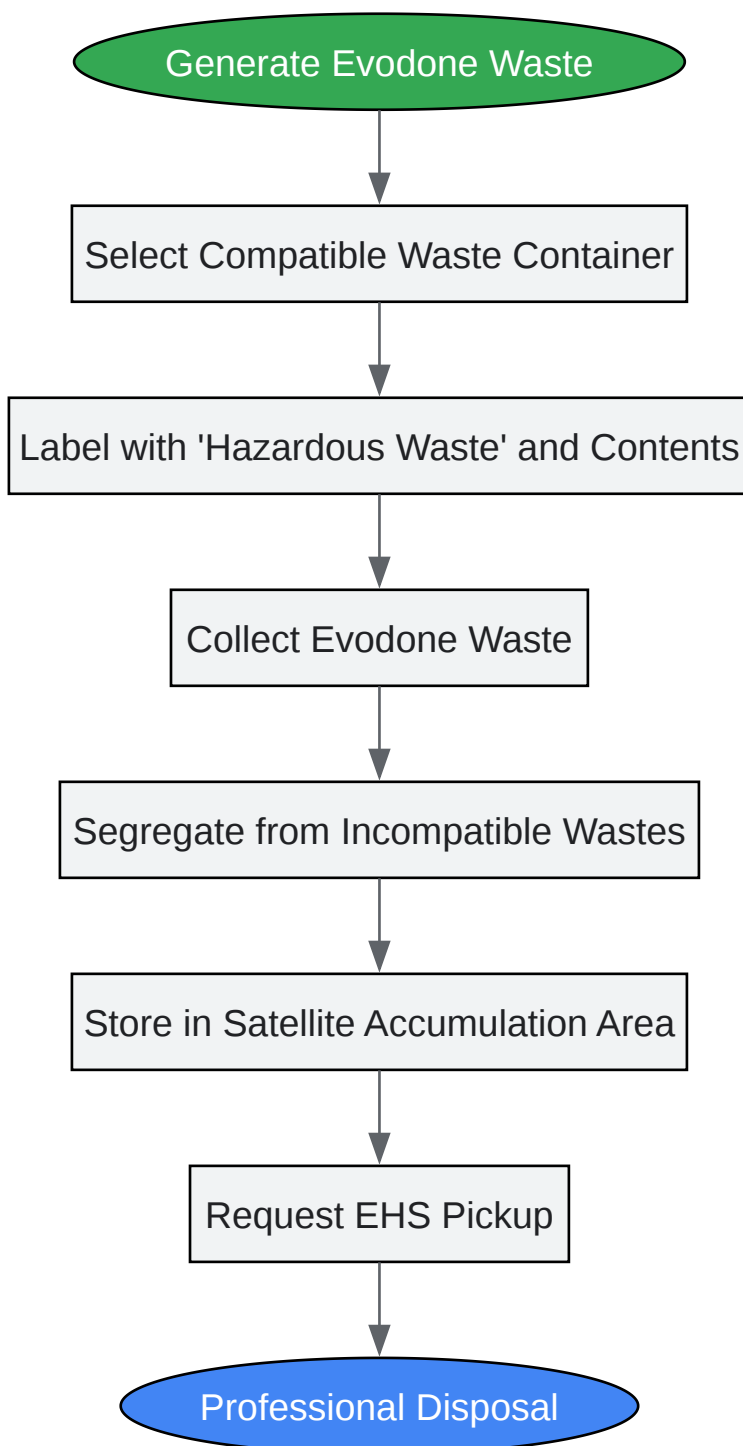 Generate Evodone Waste
Select Compatible Waste Container
Label with 'Hazardous Waste' and Contents
Collect Evodone Waste
Segregate from Incompatible Wastes
Store in Satellite Accumulation Area
Request EHS Pickup
Professional Disposal